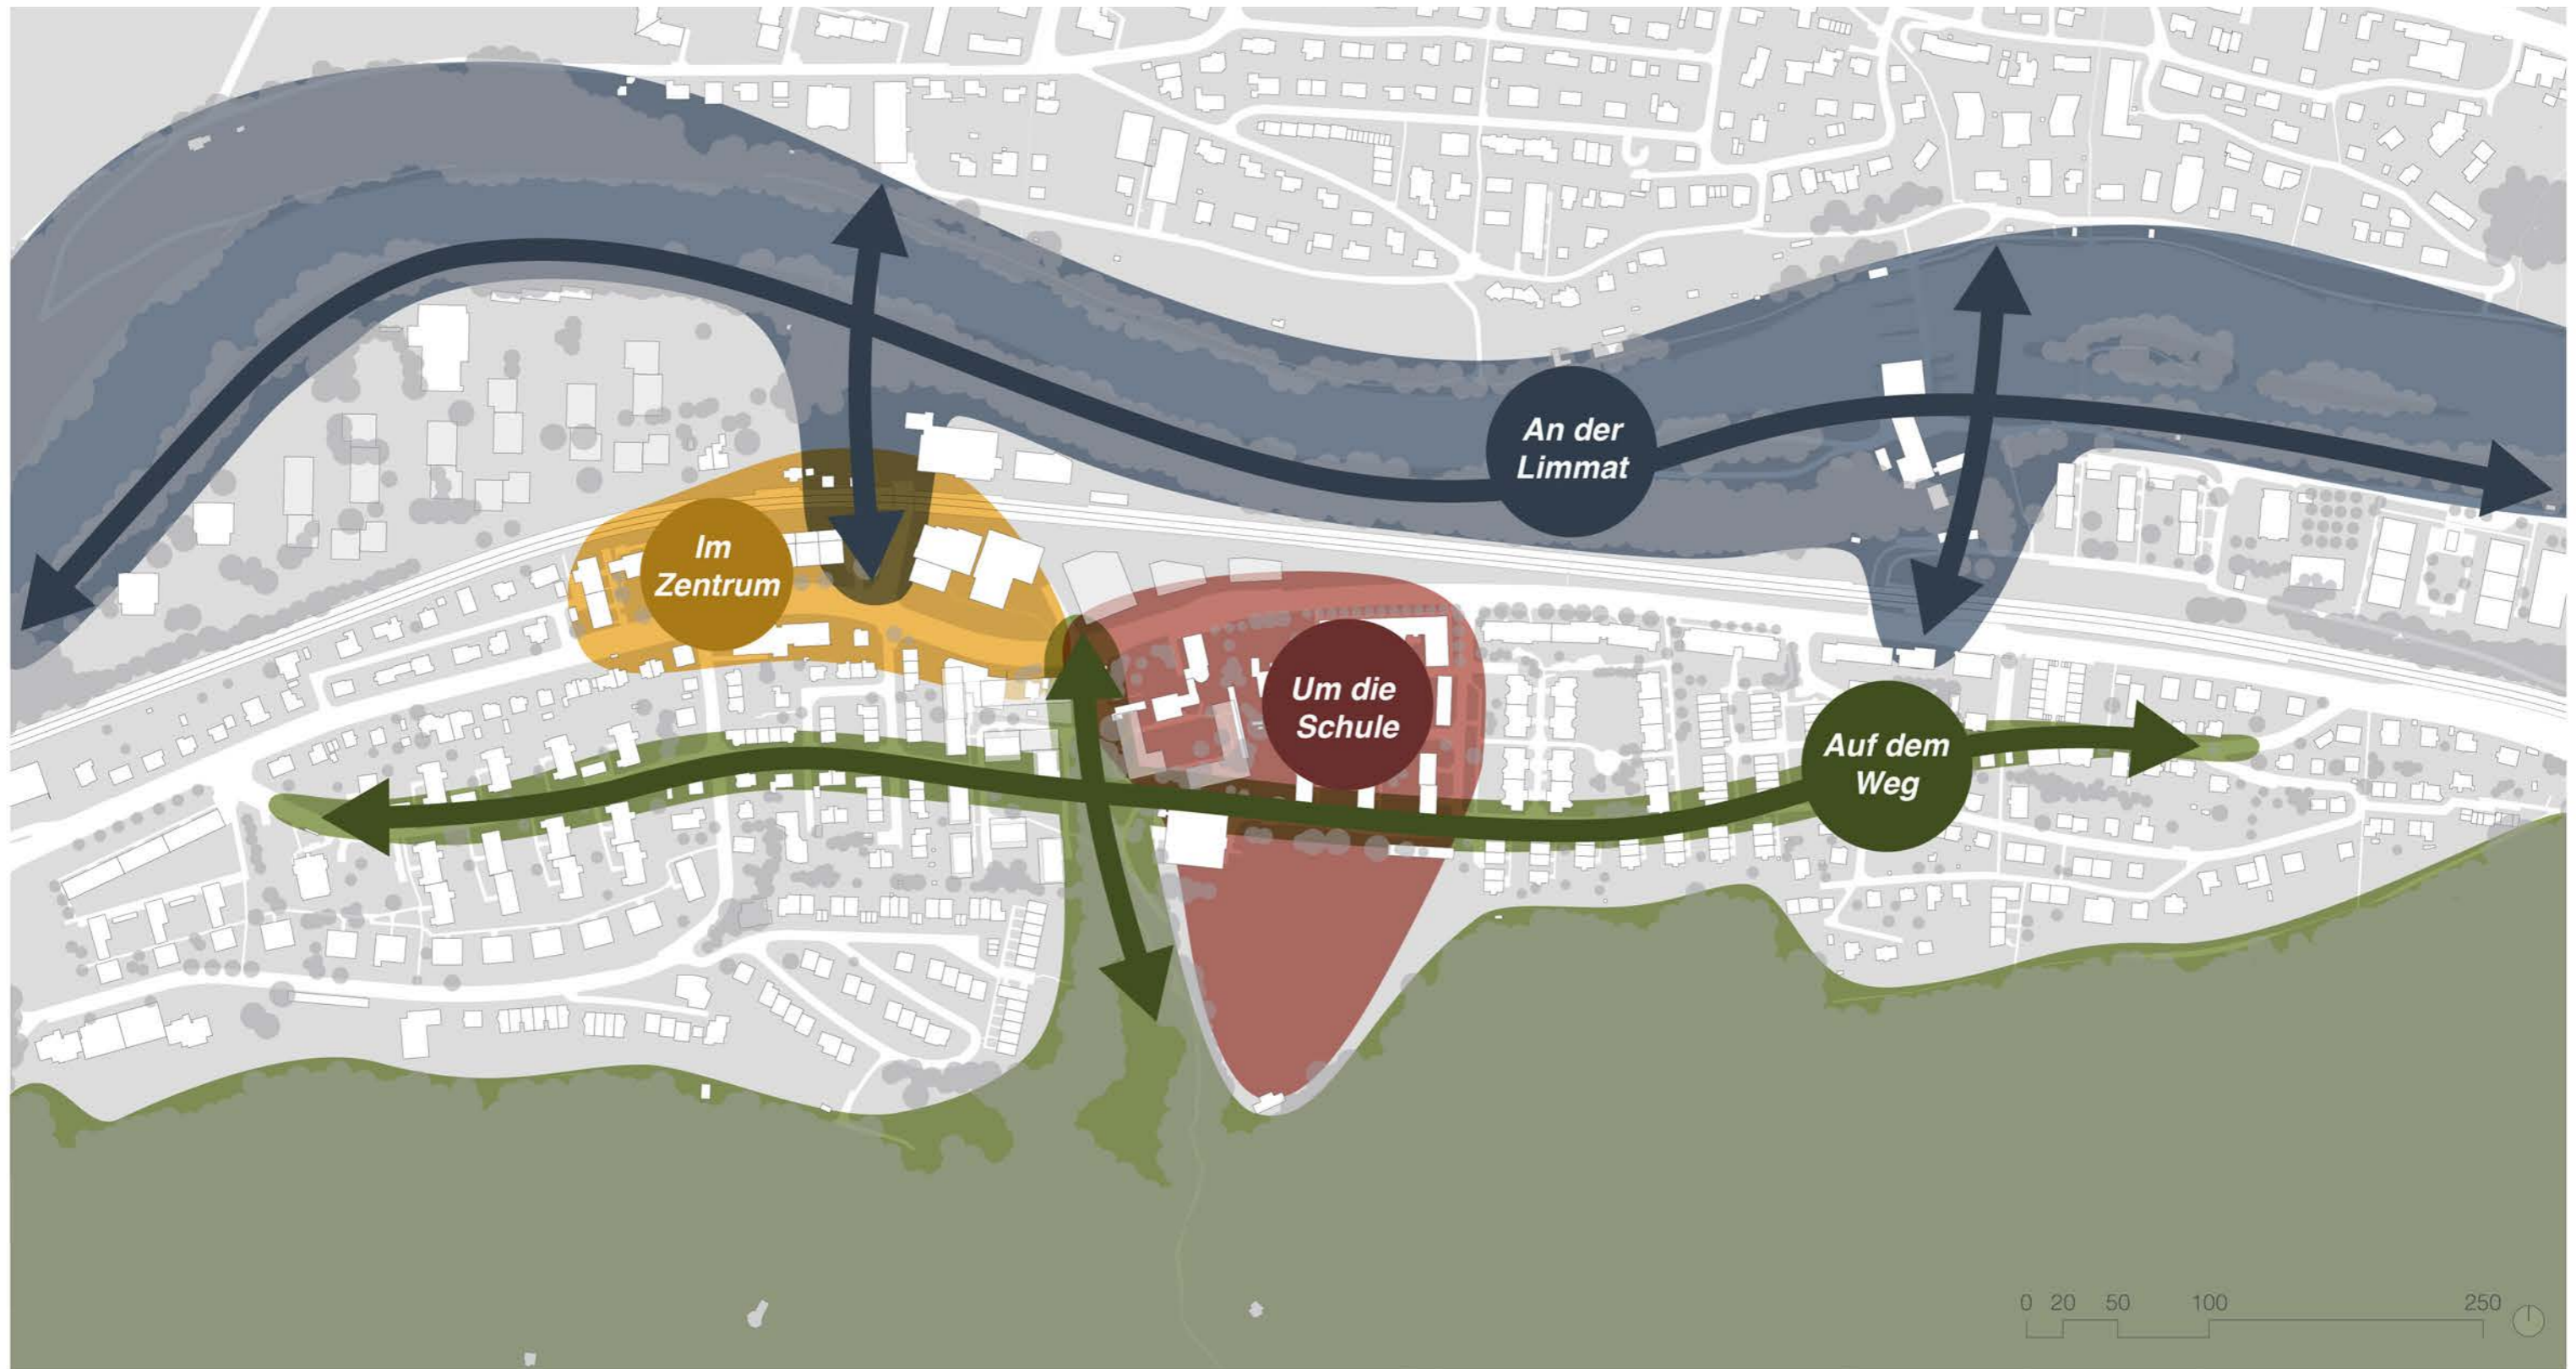 An der
Limmat
Im
Zentrum
Um die
Schule
Auf dem
Weg
0 20 50 100 250